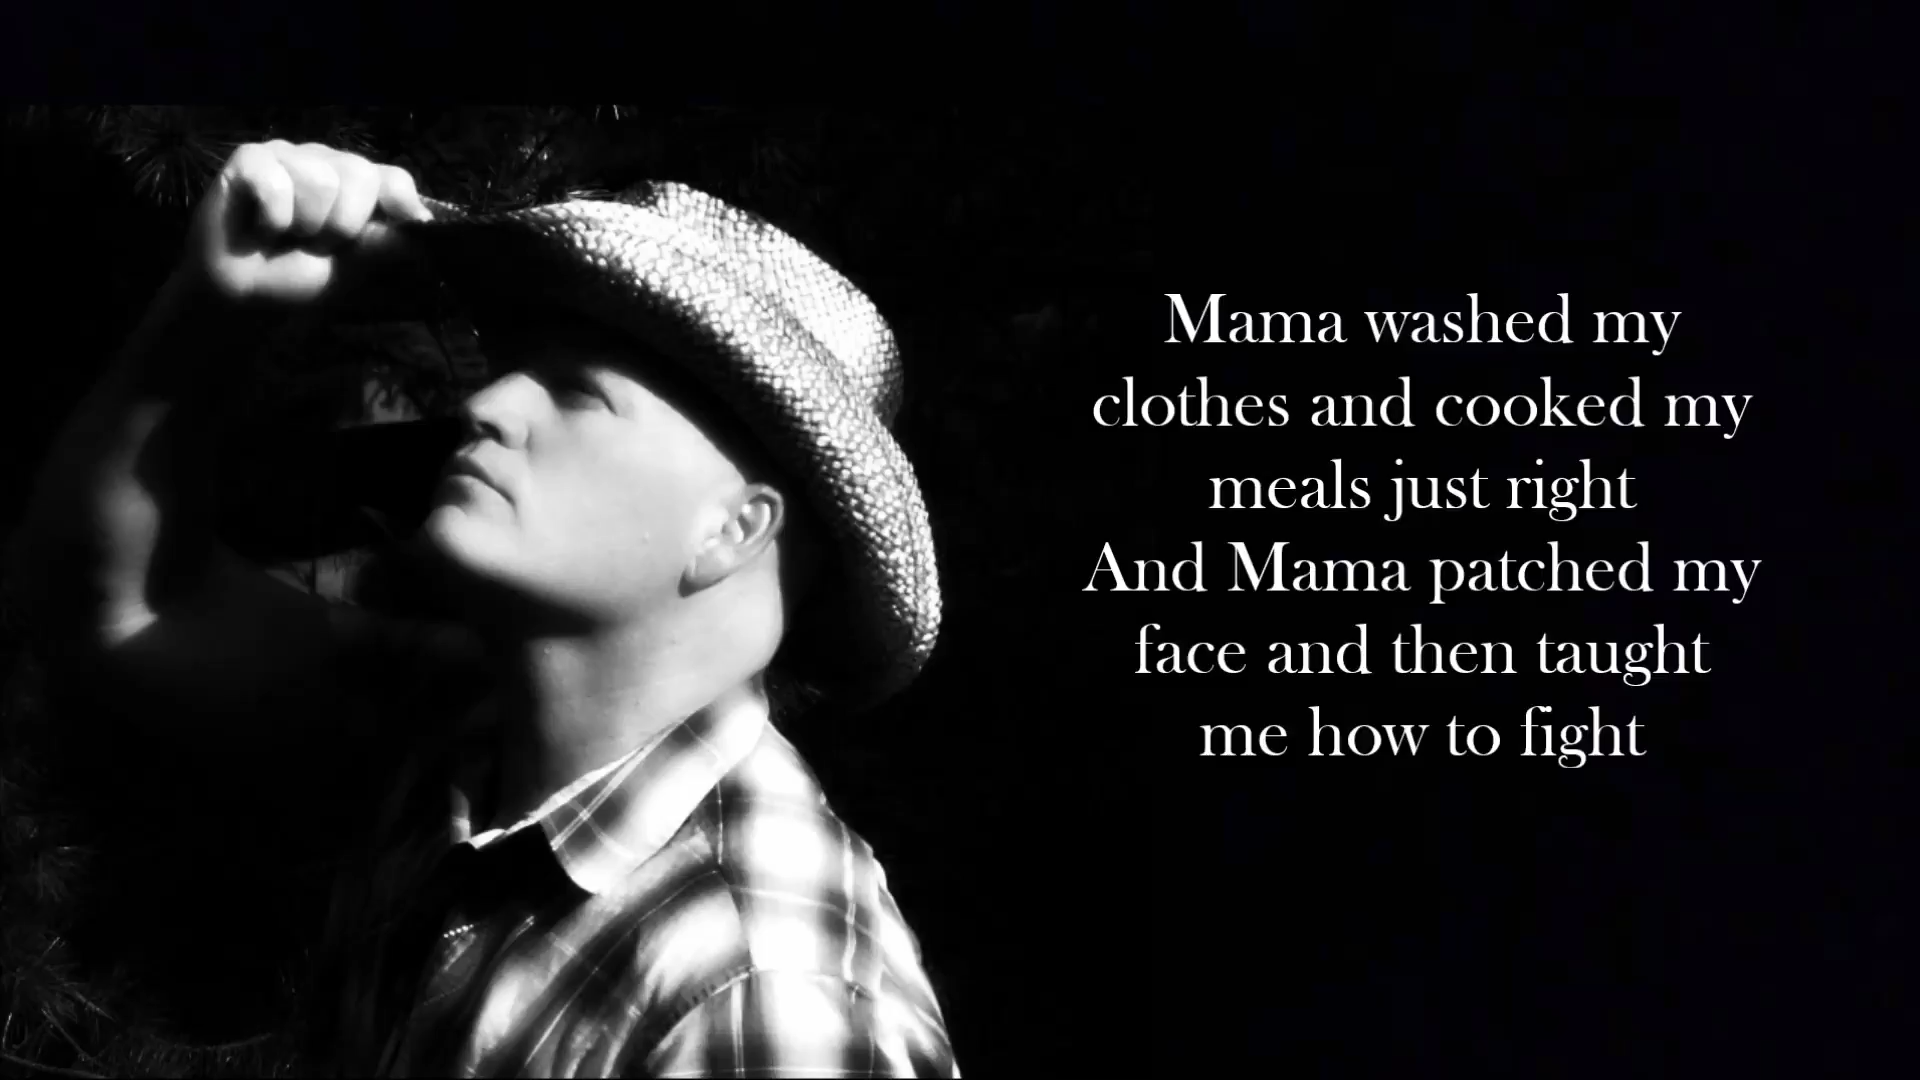 Mama washed my
clothes and cooked my
meals just right
And Mama patched my
face and then taught
me how to fight